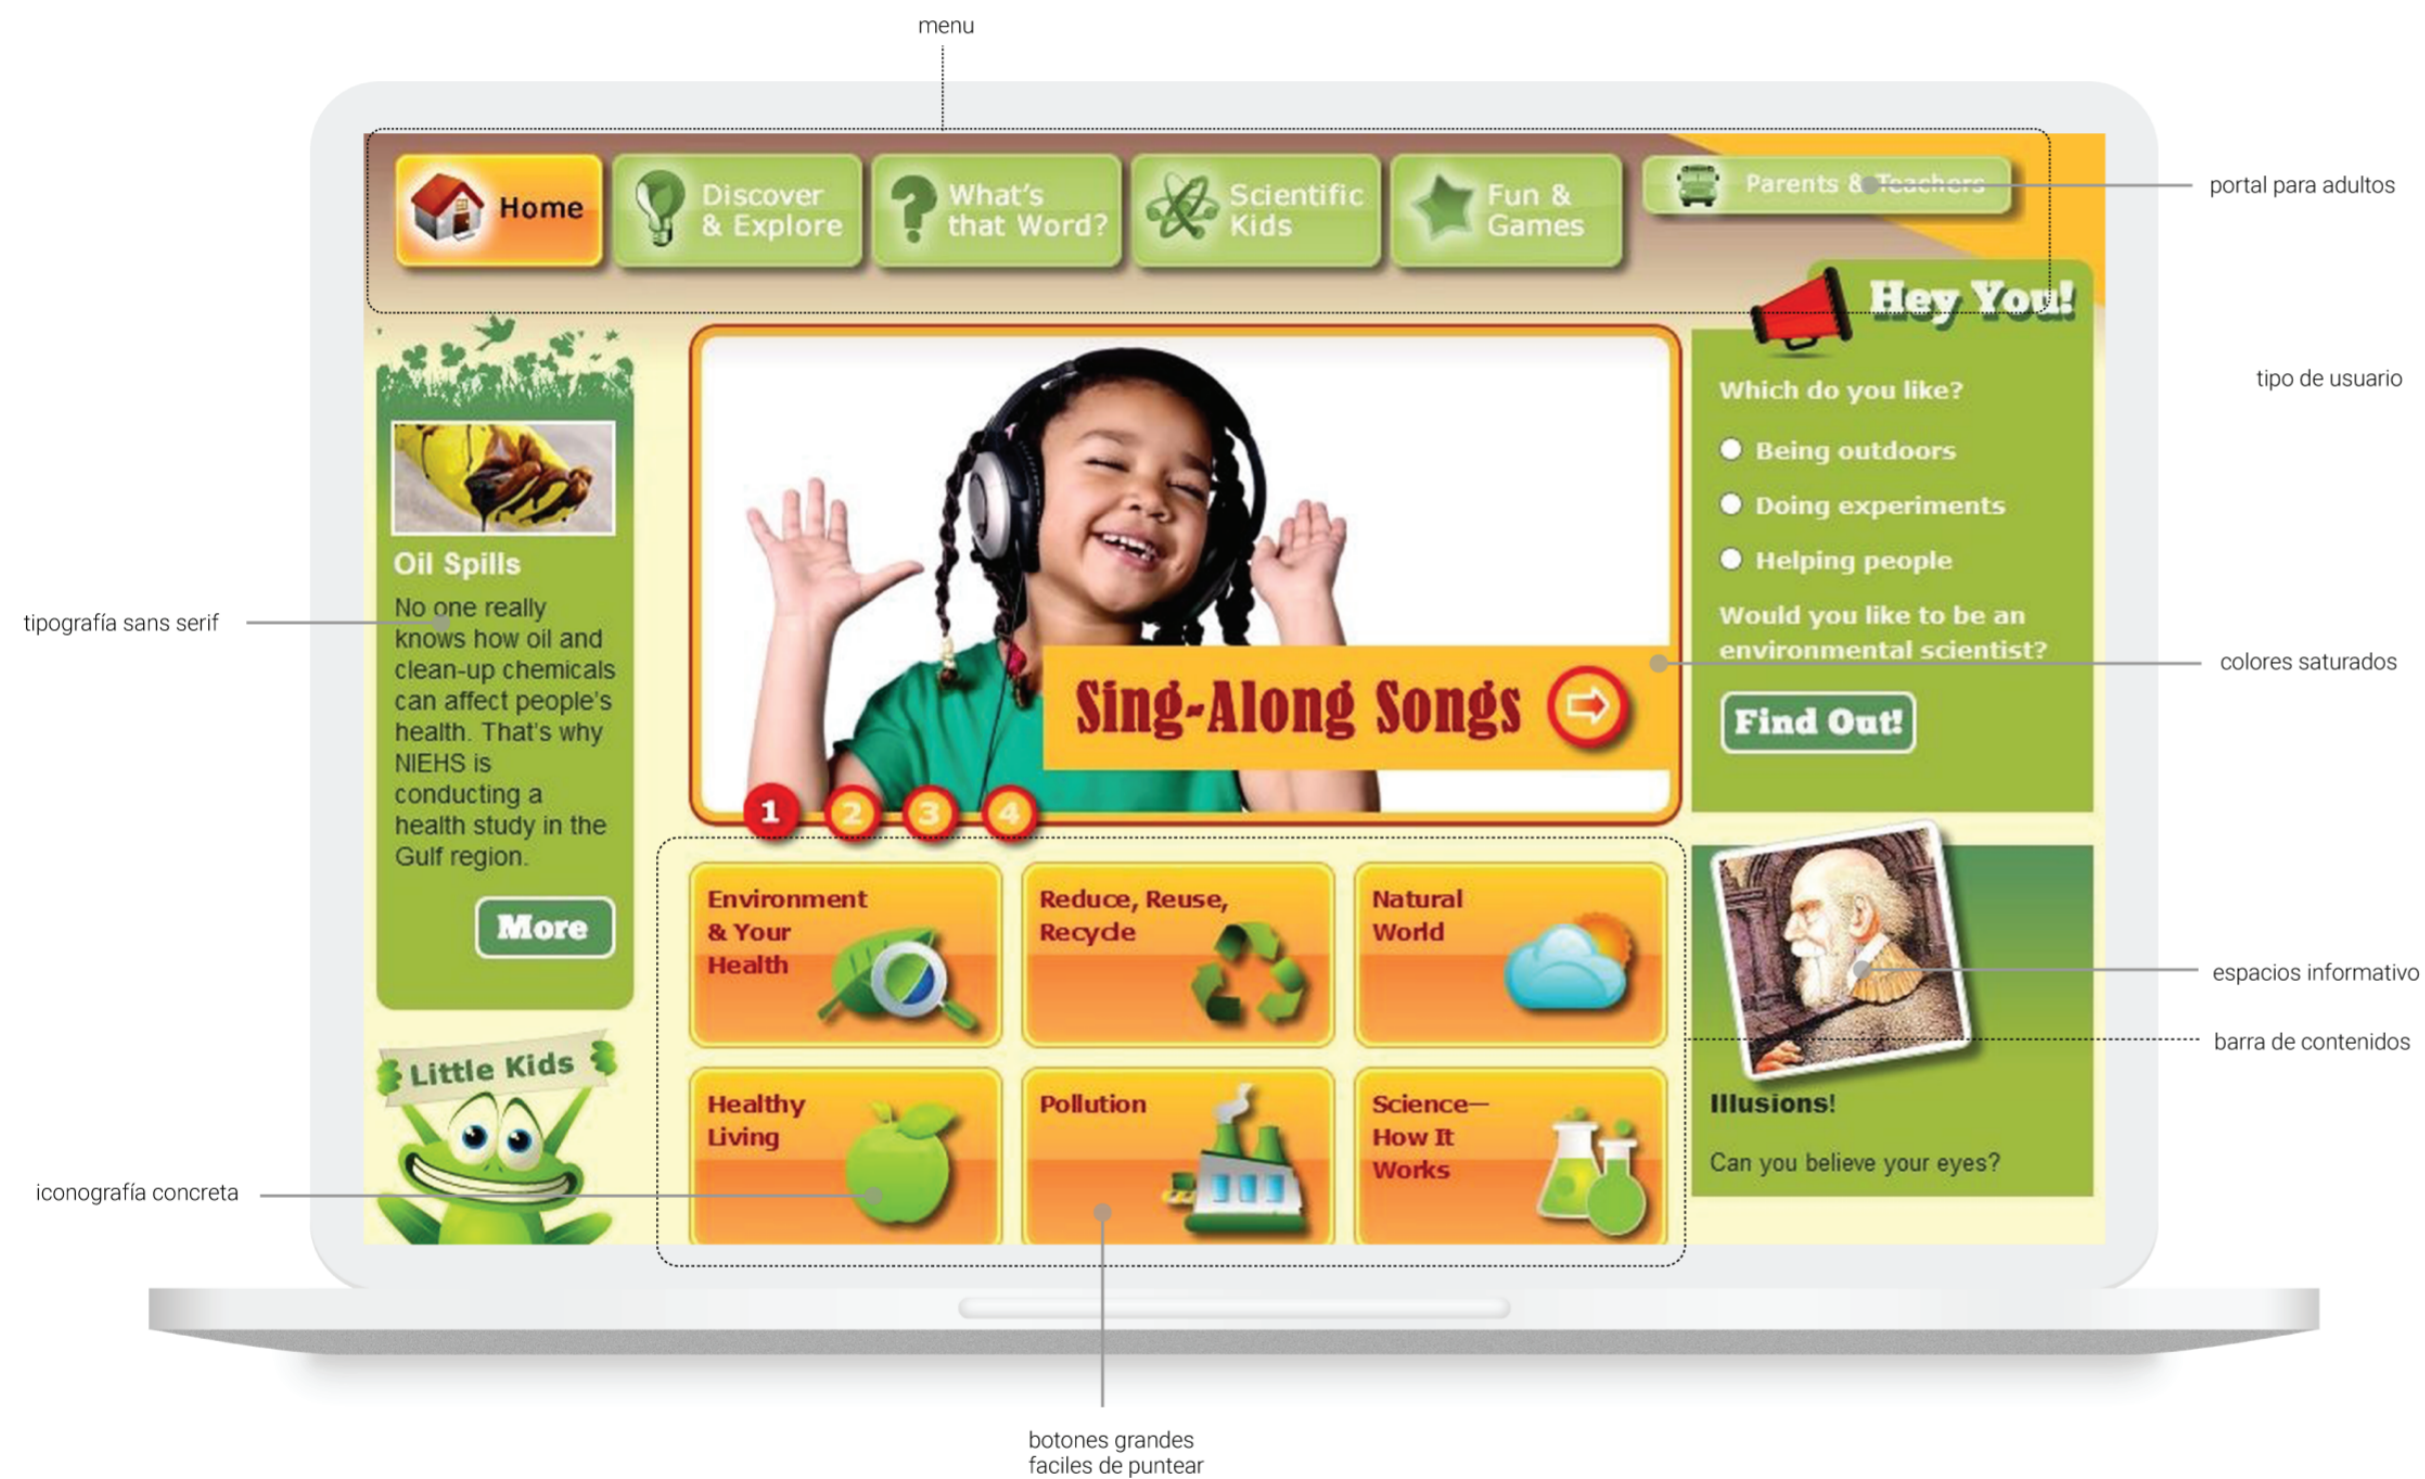 menu
Home
Discover
& Explore
What's
that Word?
Scientific
Kids
Fun &
Games
Parents & Teachers
portal para adultos
Hey You!
tipo de usuario
Which do you like?
Being outdoors
Doing experiments
Helping people
Would you like to be an
environmental scientist?
Find Out!
colores saturados
Oil Spills
No one really
knows how oil and
clean-up chemicals
can affect people's
health. That's why
NIEHS is
conducting a
health study in the
Gulf region.
More
tipografía sans serif
Sing-Along Songs
1
2
3
4
Environment
& Your
Health
Reduce, Reuse,
Recycle
Natural
World
espacios informativo
barra de contenidos
Little Kids
Healthy
Living
Pollution
Science—
How It
Works
Illusions!
Can you believe your eyes?
iconografía concreta
botones grandes
faciles de puntear